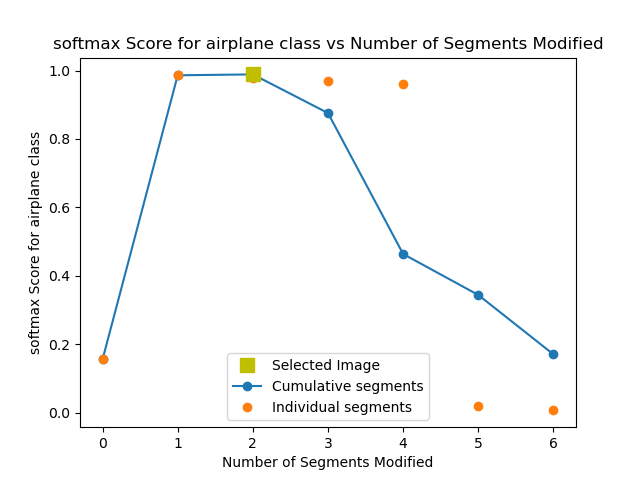 softmax Score for airplane class vs Number of Segments Modified
softmax Score for airplane class
1.0
0.8
0.6
0.4
0.2
0.0
Selected Image
Cumulative segments
Individual segments
0 1 2 3 4 5 6
Number of Segments Modified